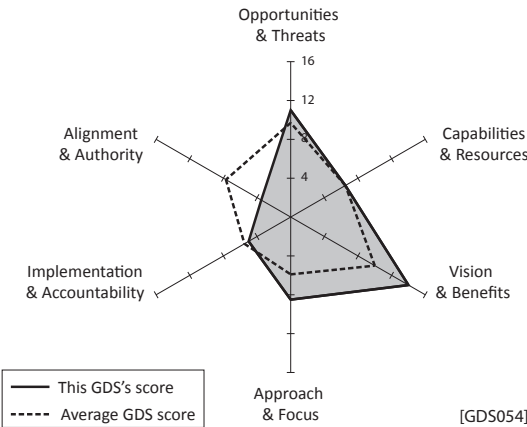 Opportunities
& Threats
16
12
8
4
Alignment
& Authority
Capabilities
& Resources
Implementation
& Accountability
Vision
& Benefits
Approach
& Focus
This GDS's score
Average GDS score
[GDS054]